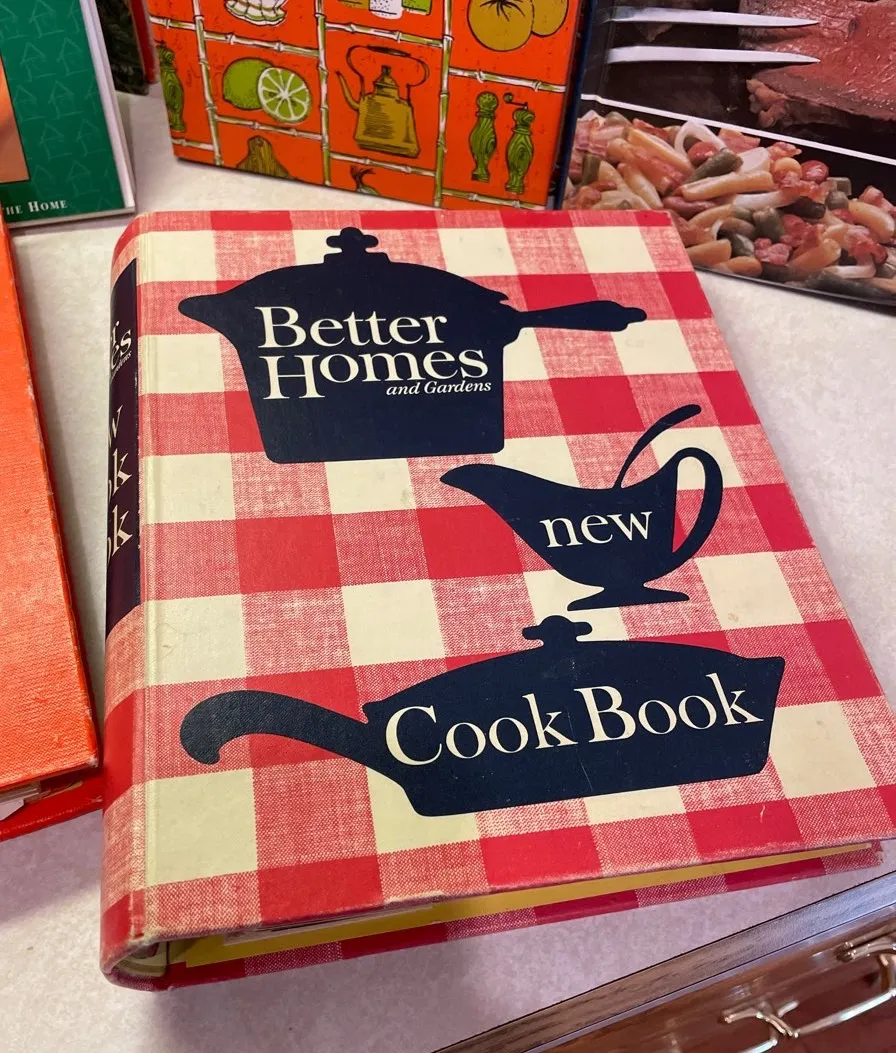 HE HOME
Better
Homes
and Gardens
new
Cook Book